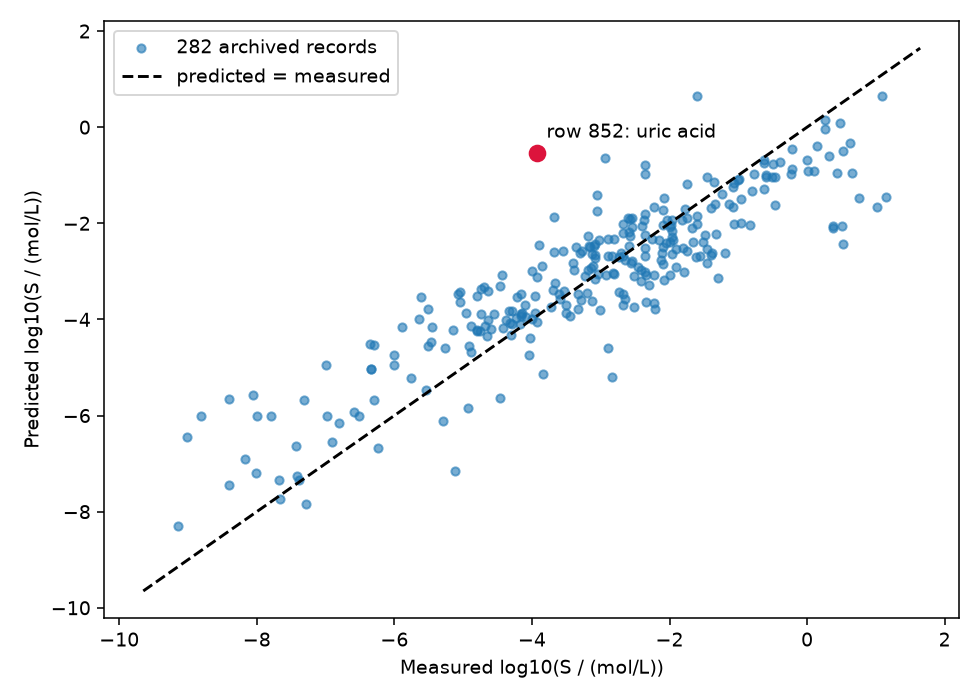 282 archived records
predicted = measured
row 852: uric acid
2
0
−2
−4
−6
−8
−10
Predicted log10(S / (mol/L))
−10 −8 −6 −4 −2 0 2
Measured log10(S / (mol/L))